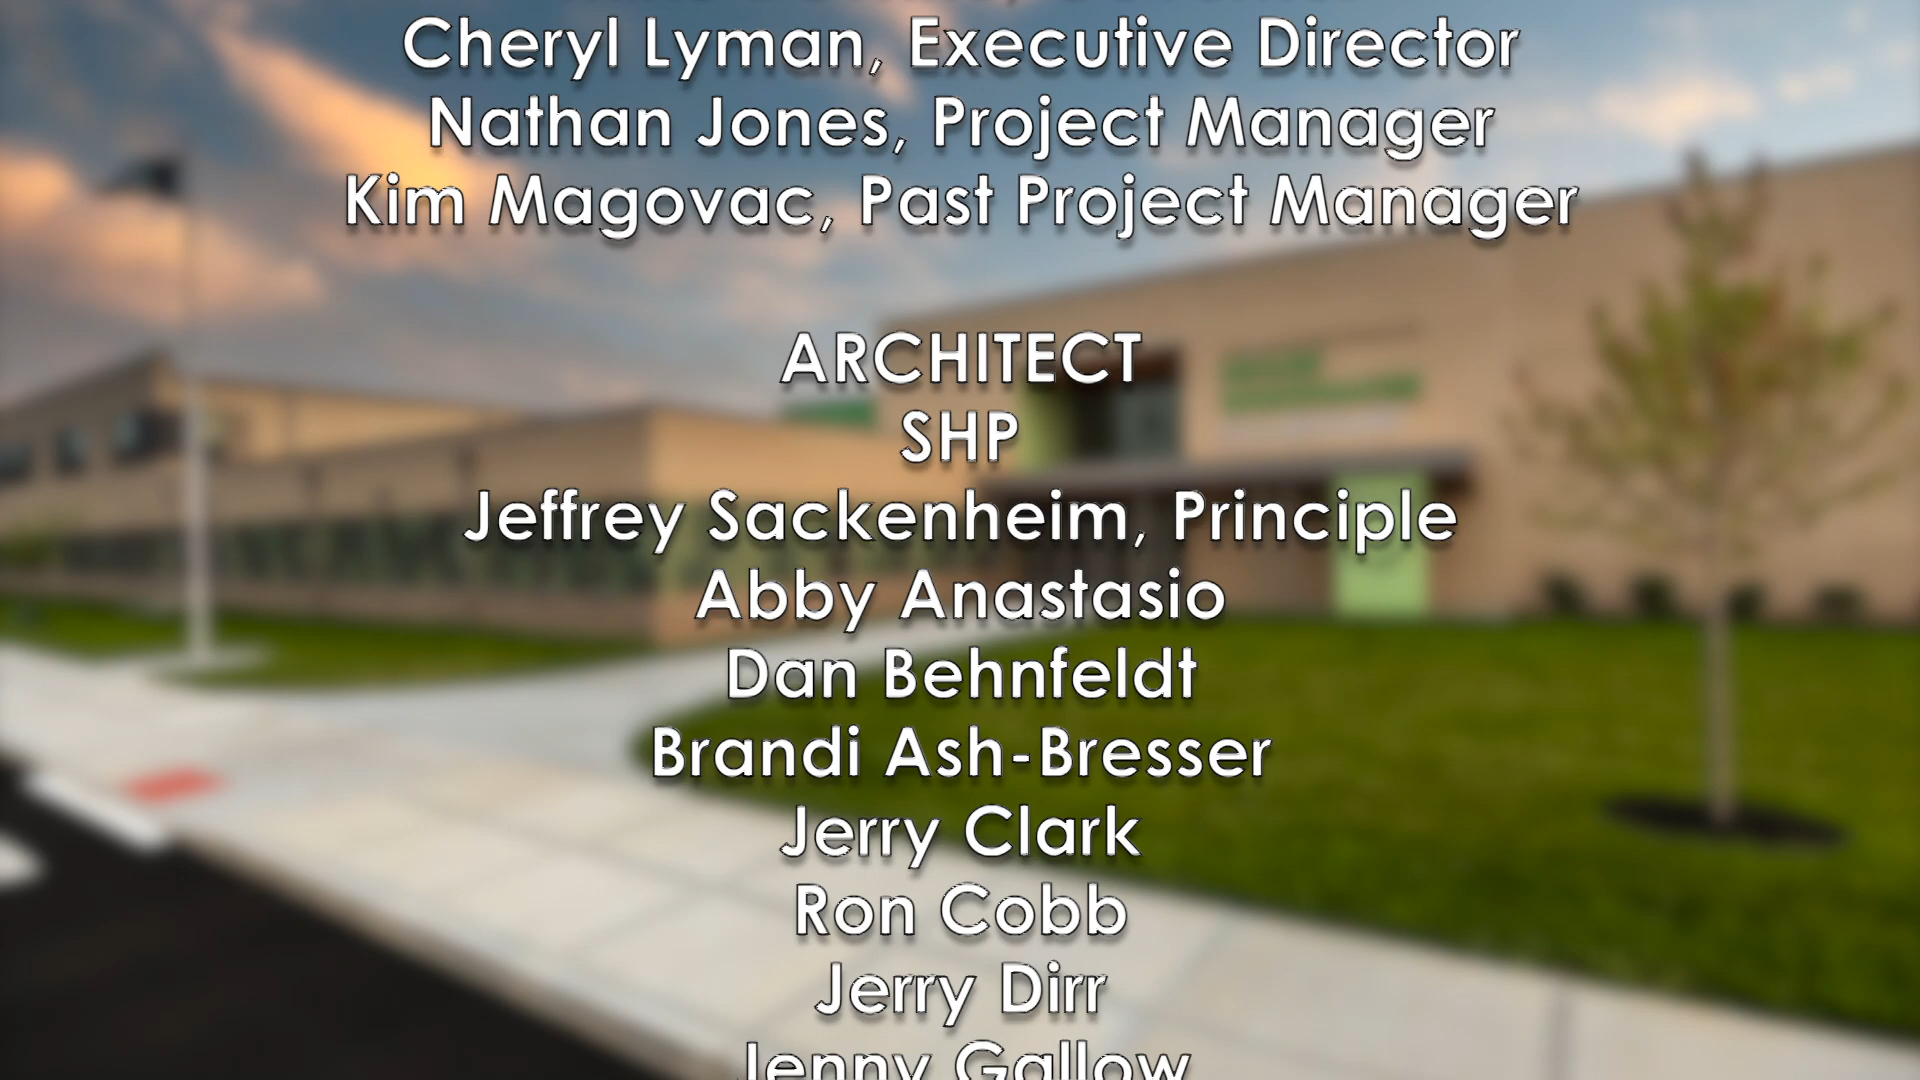 Cheryl Lyman, Executive Director
Nathan Jones, Project Manager
Kim Magovac, Past Project Manager
ARCHITECT
SHP
Jeffrey Sackenheim, Principle
Abby Anastasio
Dan Behnfeldt
Brandi Ash-Bresser
Jerry Clark
Ron Cobb
Jerry Dirr
Jenny Gallow